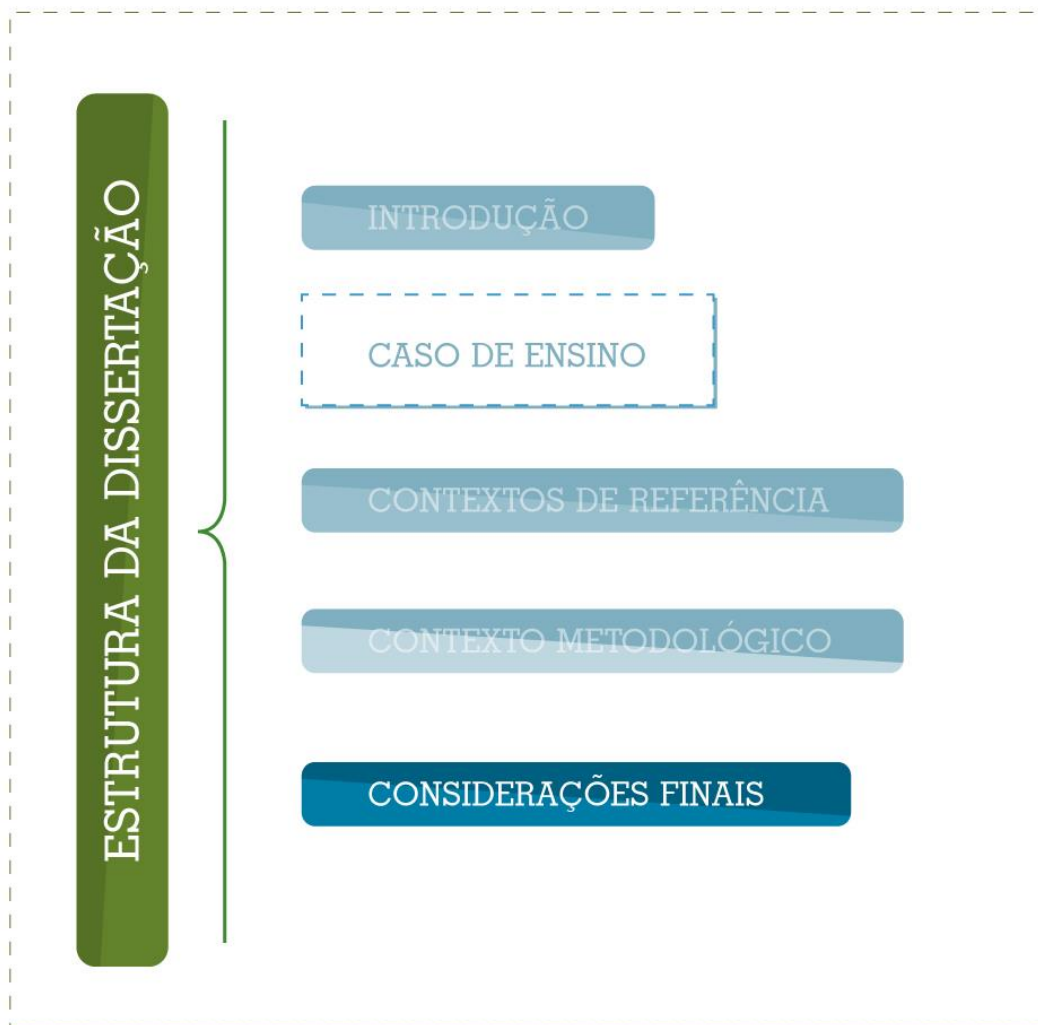 ESTRUTURA DA DISSERTAÇÃO
INTRODUÇÃO
CASO DE ENSINO
CONTEXTOS DE REFERÊNCIA
CONTEXTO METODOLÓGICO
CONSIDERAÇÕES FINAIS